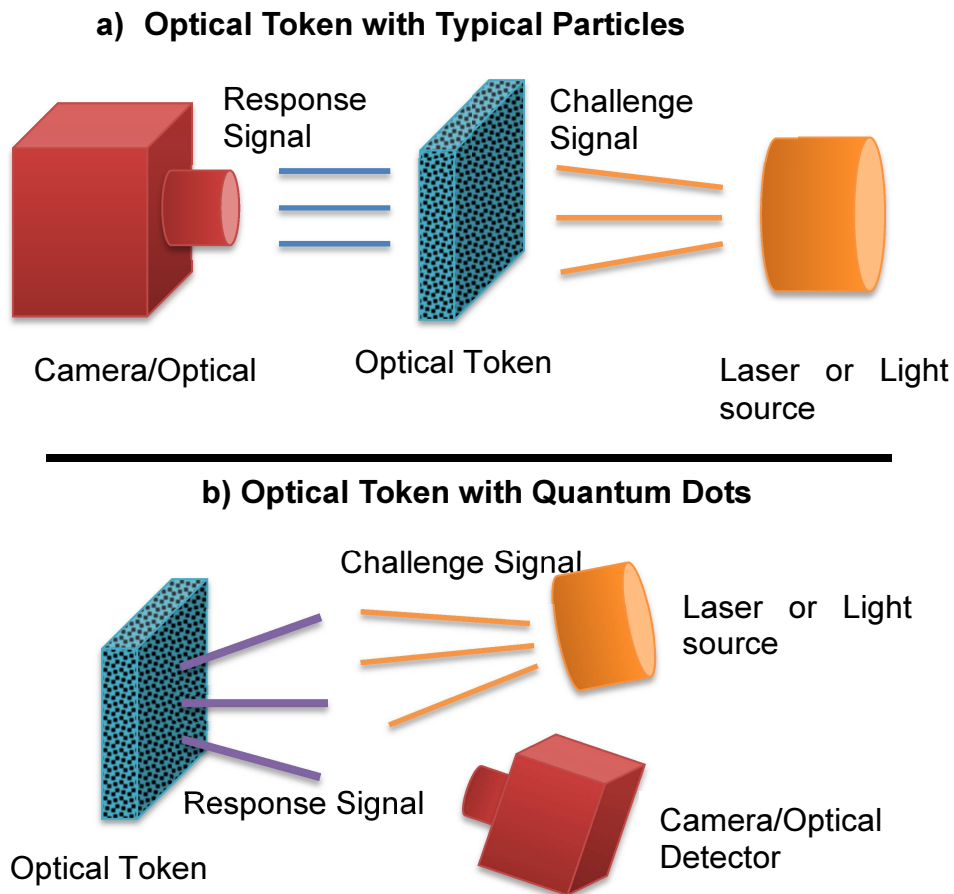 a) Optical Token with Typical Particles
Response
Signal
Challenge
Signal
Camera/Optical
Optical Token
Laser or Light
source
b) Optical Token with Quantum Dots
Challenge Signal
Laser or Light
source
Response Signal
Camera/Optical
Detector
Optical Token